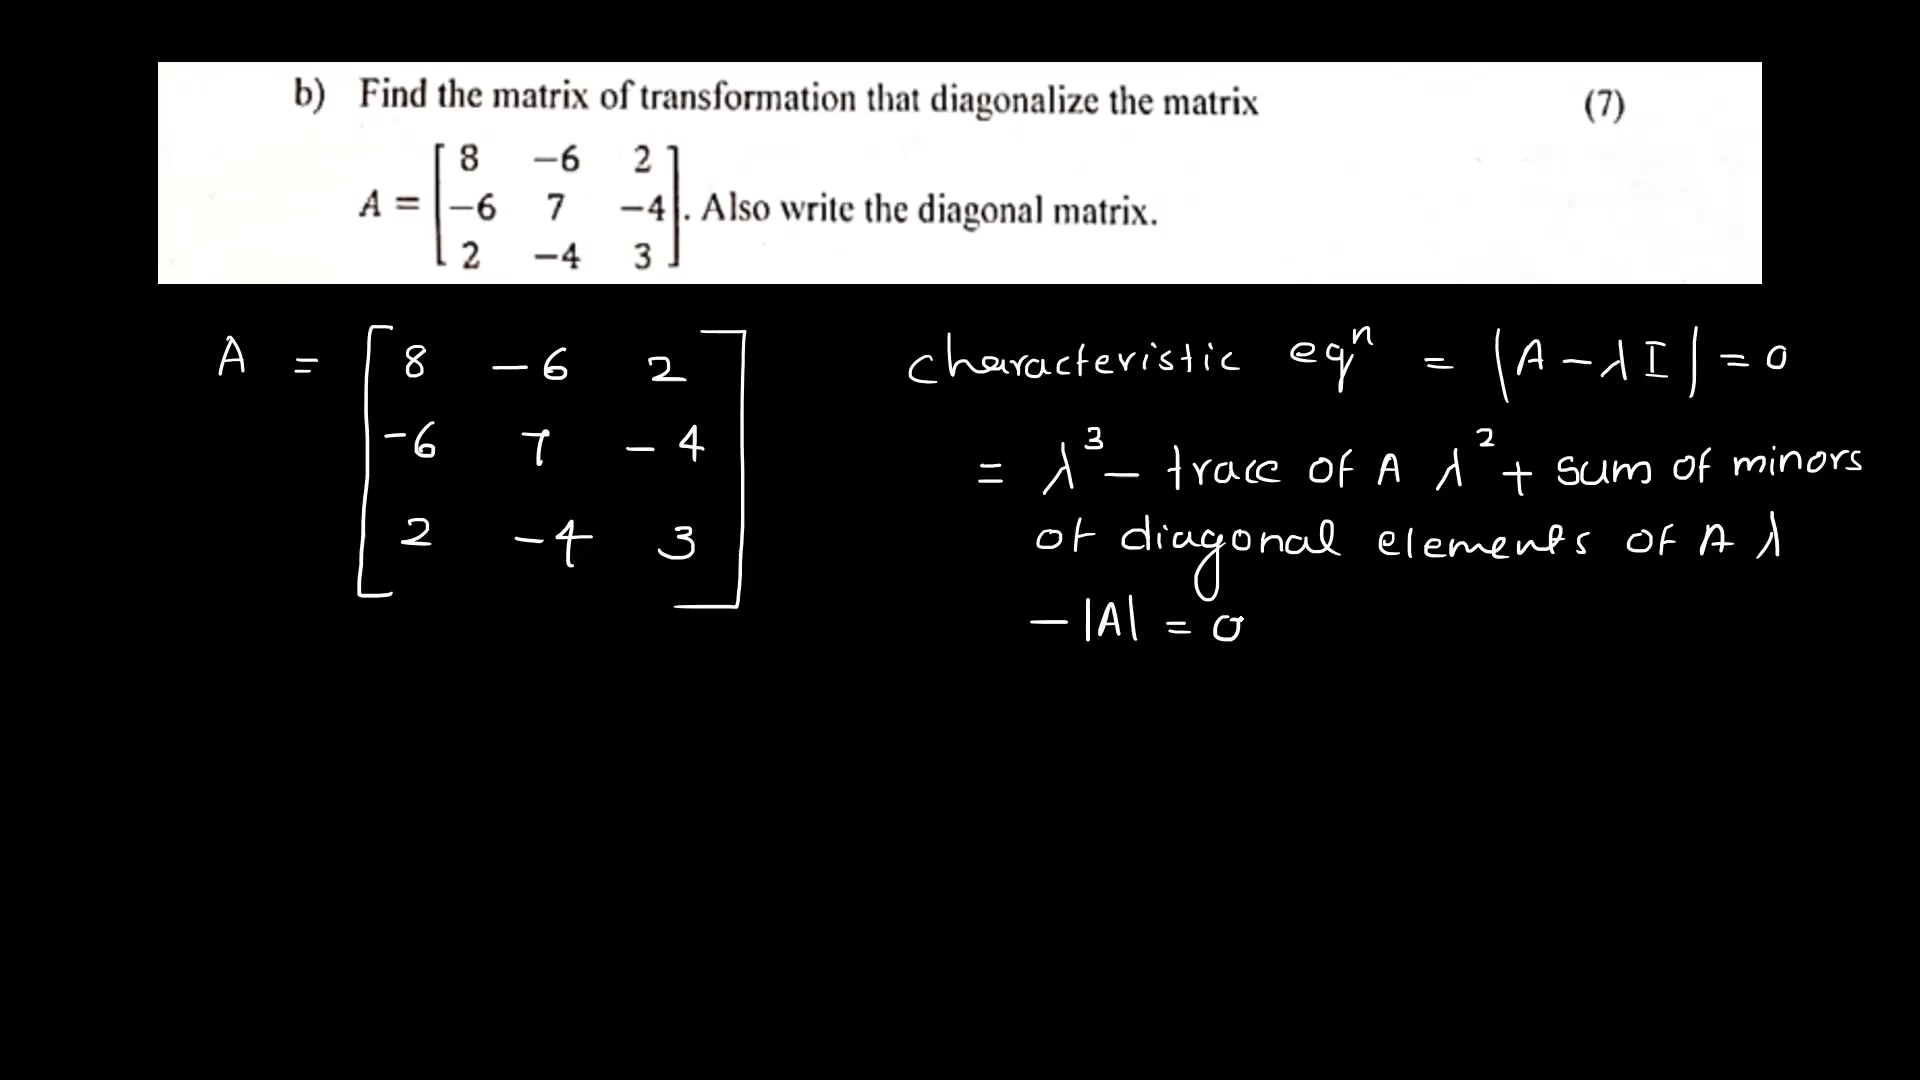 b) Find the matrix of transformation that diagonalize the matrix (7)
8 −6 2
A = −6 7 −4 . Also write the diagonal matrix.
2 −4 3
A = 8 −6 2
-6 7 −4
2 −4 3
characteristic eqⁿ = |A − λI| = 0
= λ³ − trace of A λ² + sum of minors
of diagonal elements of A λ
− |A| = 0